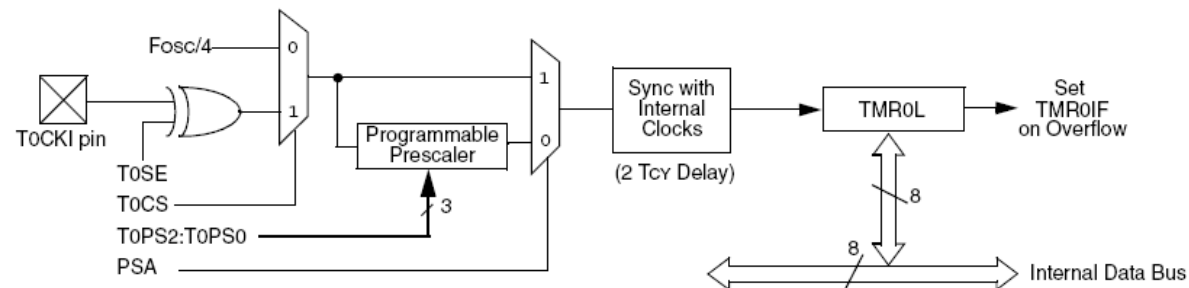 Fosc/4
0
1
T0CKI pin
T0SE
T0CS
T0PS2:T0PS0
PSA
Programmable
Prescaler
3
1
0
Sync with
Internal
Clocks
(2 TCY Delay)
TMR0L
Set
TMR0IF
on Overflow
8
8
Internal Data Bus